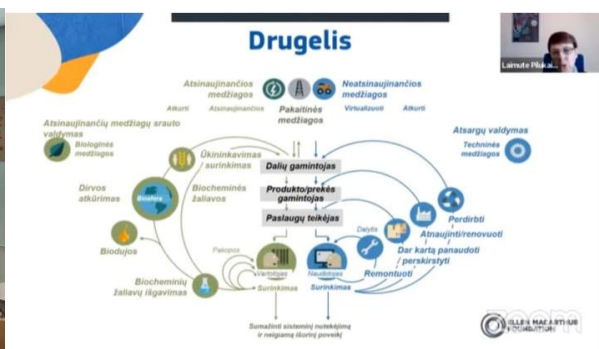 Drugelis
Laimute Pilukai...
Atsinaujinančios
medžiagos
Neatsinaujinančios
medžiagos
Atkurti
Atsinaujinančios
Pakaitinės
medžiagos
Virtualizuoti
Atkurti
Atsinaujinančių medžiagų srauto
valdymas
Biologinės
medžiagos
Atsargų valdymas
Techninės
medžiagos
Ūkininkavimas
surinkimas
Dalių gamintojas
Dirvos
atkūrimas
Biocheminės
žaliavos
Produkto/prekės
gamintojas
Paslaugų teikėjas
Perdirbti
Atnaujinti/renovuoti
Dar kartą panaudoti
/ perskirstyti
Dalytis
Remontuoti
Biodujos
Pakopos
Vartotojas
Naudotojas
Biocheminių
žaliavų išgavimas
Surinkimas
Surinkimas
Sumažinti sisteminį nutekėjimą
ir neigiamą išorinį poveikį
ELLEN MACARTHUR
FOUNDATION
zoom